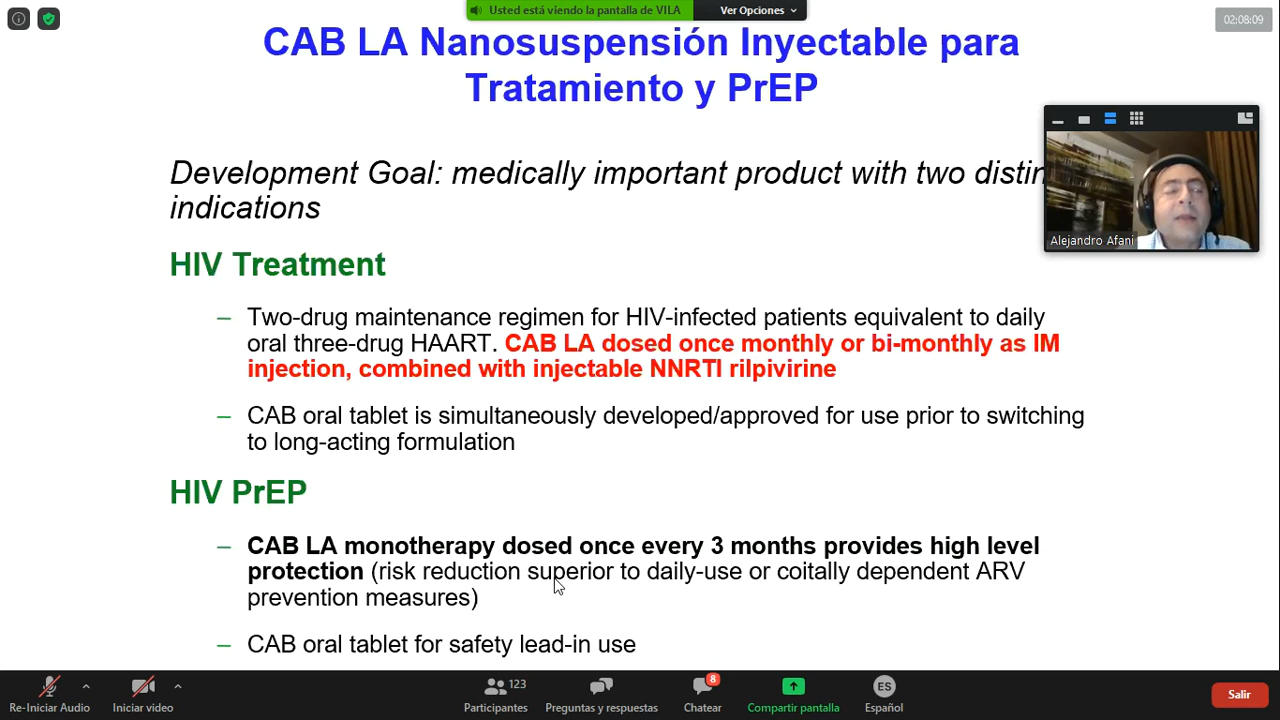 Usted está viendo la pantalla de VILA
Ver Opciones
02:08:09
CAB LA Nanosuspensión Inyectable para
Tratamiento y PrEP
Development Goal: medically important product with two distin
indications
Alejandro Afani
HIV Treatment
– Two-drug maintenance regimen for HIV-infected patients equivalent to daily
oral three-drug HAART. CAB LA dosed once monthly or bi-monthly as IM
injection, combined with injectable NNRTI rilpivirine
– CAB oral tablet is simultaneously developed/approved for use prior to switching
to long-acting formulation
HIV PrEP
– CAB LA monotherapy dosed once every 3 months provides high level
protection (risk reduction superior to daily-use or coitally dependent ARV
prevention measures)
– CAB oral tablet for safety lead-in use
Re-Iniciar Audio
Iniciar video
123
Participantes
Preguntas y respuestas
8
Chatear
Compartir pantalla
ES
Español
Salir